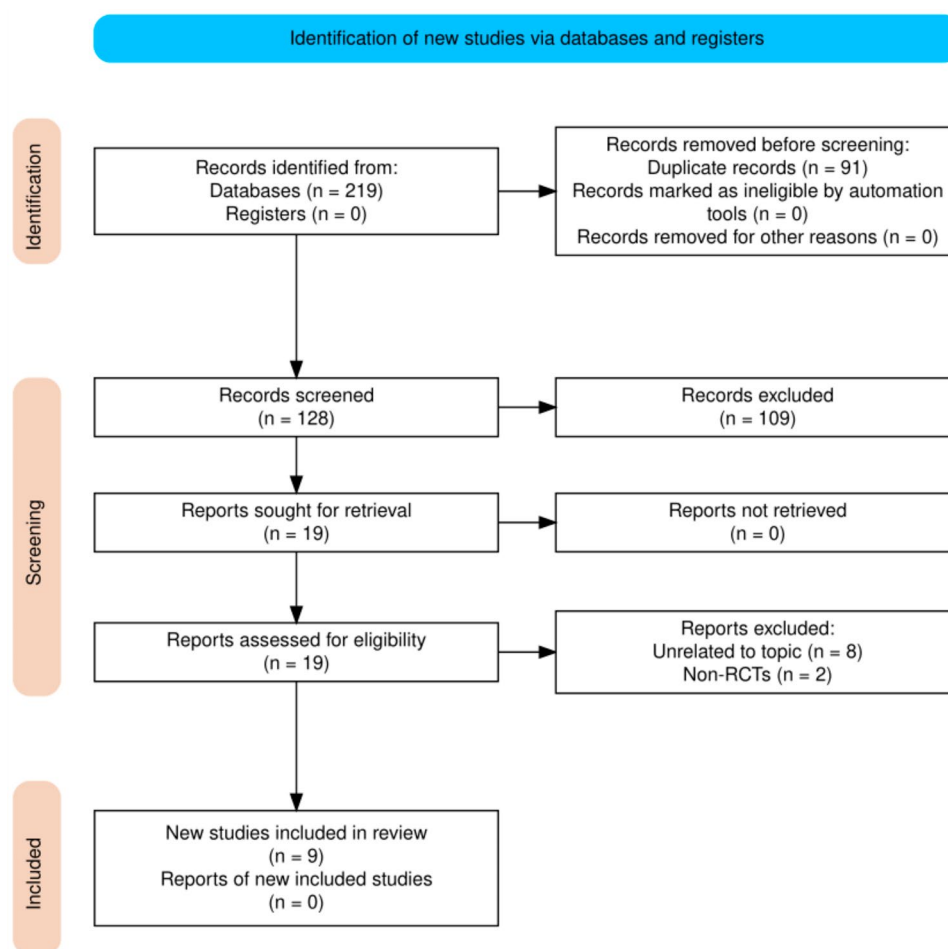 Identification of new studies via databases and registers
Identification
Records identified from:
Databases (n = 219)
Registers (n = 0)
Records removed before screening:
Duplicate records (n = 91)
Records marked as ineligible by automation
tools (n = 0)
Records removed for other reasons (n = 0)
Screening
Records screened
(n = 128)
Records excluded
(n = 109)
Reports sought for retrieval
(n = 19)
Reports not retrieved
(n = 0)
Reports assessed for eligibility
(n = 19)
Reports excluded:
Unrelated to topic (n = 8)
Non-RCTs (n = 2)
Included
New studies included in review
(n = 9)
Reports of new included studies
(n = 0)